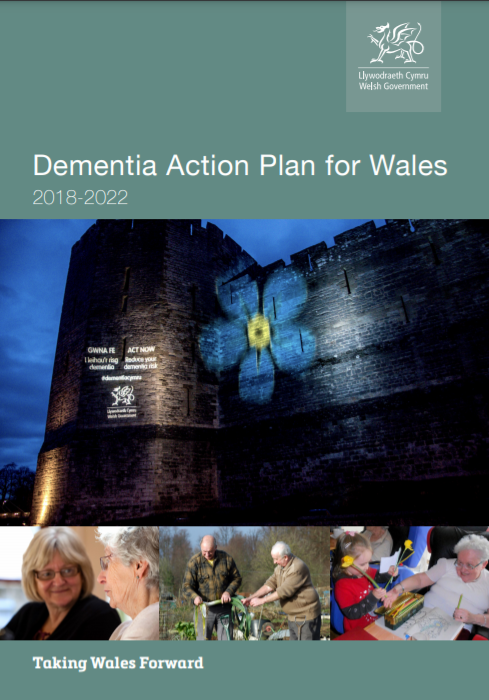 Llywodraeth Cymru
Welsh Government
Dementia Action Plan for Wales
2018-2022
GWNA FE
Lleihau'r risg
dementia
ACT NOW
Reduce your
dementia risk
#dementiacymru
Llywodraeth Cymru
Welsh Government
Taking Wales Forward